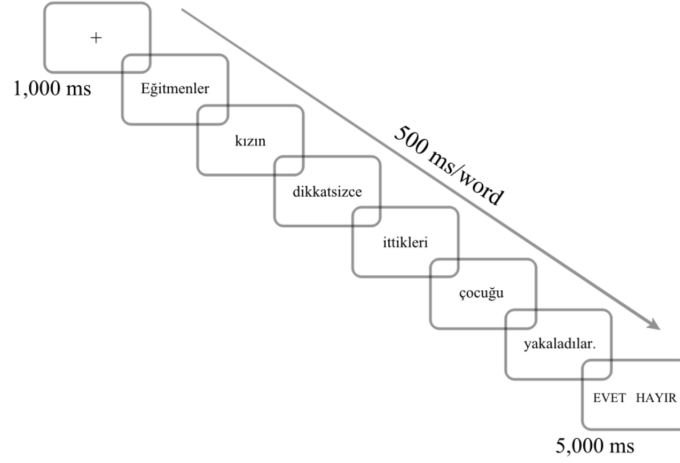 +
1,000 ms
Eğitmenler
kızın
500 ms/word
dikkatsizce
ittikleri
çocuğu
yakaladılar.
EVET HAYIR
5,000 ms